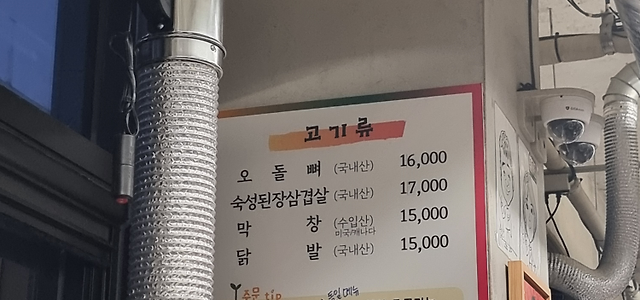 고기류
오 돌 뼈 (국내산) 16,000
숙성된장삼겹살 (국내산) 17,000
막 창 (수입산) 15,000
미국/캐나다
닭 발 (국내산) 15,000
주문 tip